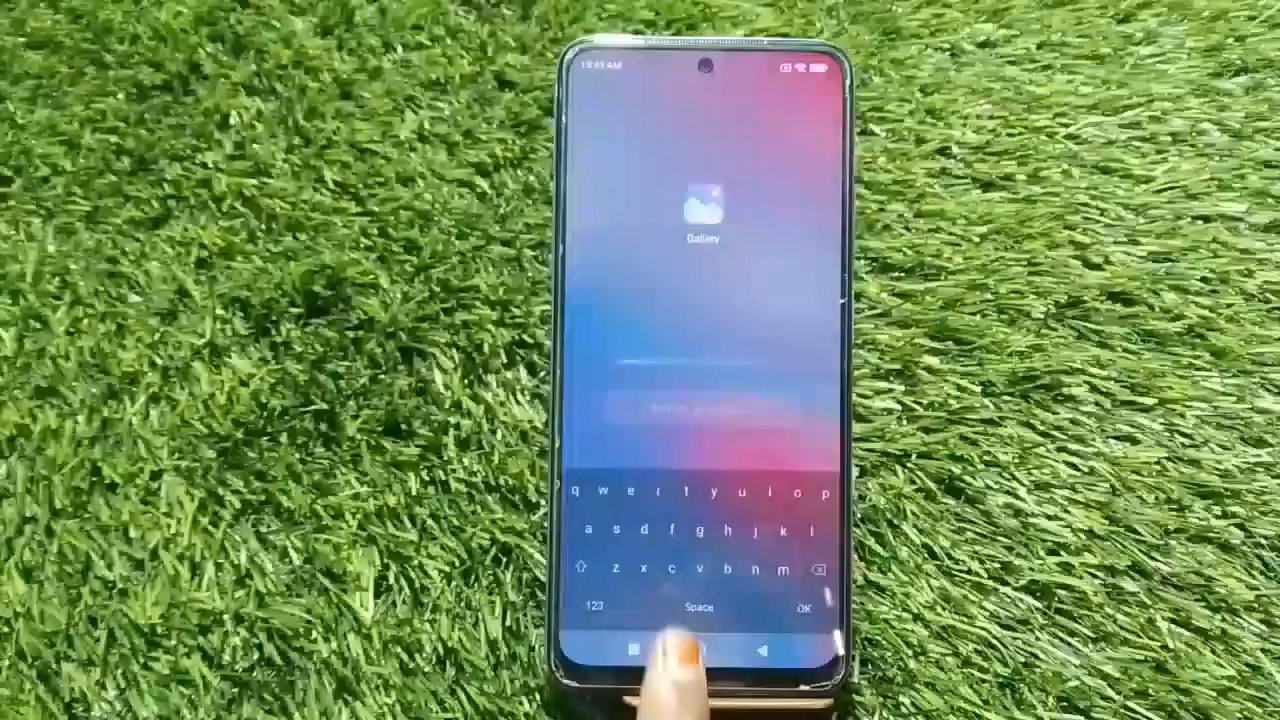 Gallery
q w e r t y u i o p
a s d f g h j k l
z x c v b n m
123 Space OK